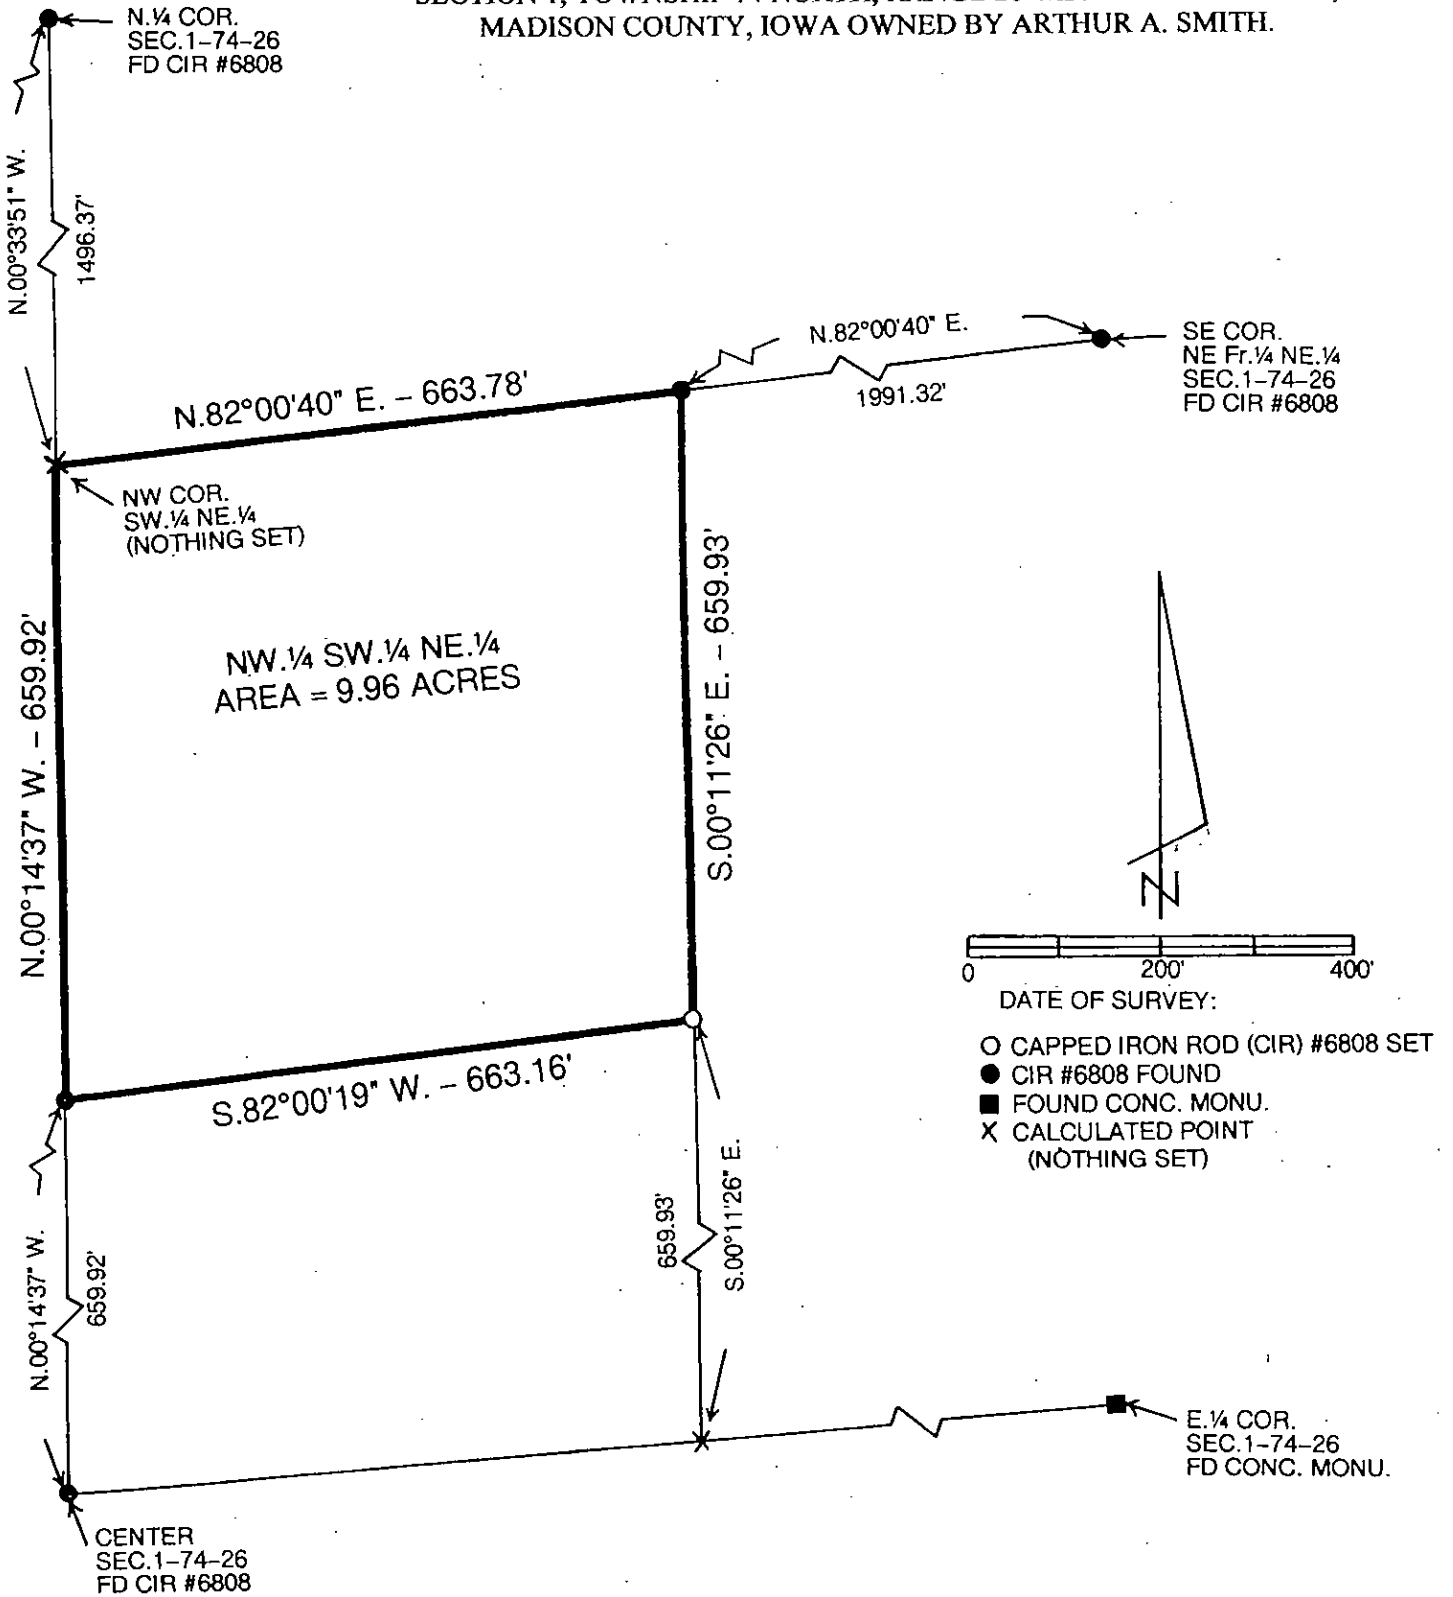 MADISON COUNTY, IOWA OWNED BY ARTHUR A. SMITH.
N.¼ COR.
SEC.1–74–26
FD CIR #6808
N.00°33'51" W.
1496.37'
N.82°00'40" E.
1991.32'
SE COR.
NE Fr.¼ NE.¼
SEC.1–74–26
FD CIR #6808
N.82°00'40" E. – 663.78'
NW COR.
SW.¼ NE.¼
(NOTHING SET)
N.00°14'37" W. – 659.92'
NW.¼ SW.¼ NE.¼
AREA = 9.96 ACRES
S.00°11'26" E. – 659.93'
N
0 200' 400'
DATE OF SURVEY:
O CAPPED IRON ROD (CIR) #6808 SET
● CIR #6808 FOUND
■ FOUND CONC. MONU.
X CALCULATED POINT
(NOTHING SET)
S.82°00'19" W. – 663.16'
N.00°14'37" W.
659.92'
659.93'
S.00°11'26" E.
E.¼ COR.
SEC.1–74–26
FD CONC. MONU.
CENTER
SEC.1–74–26
FD CIR #6808